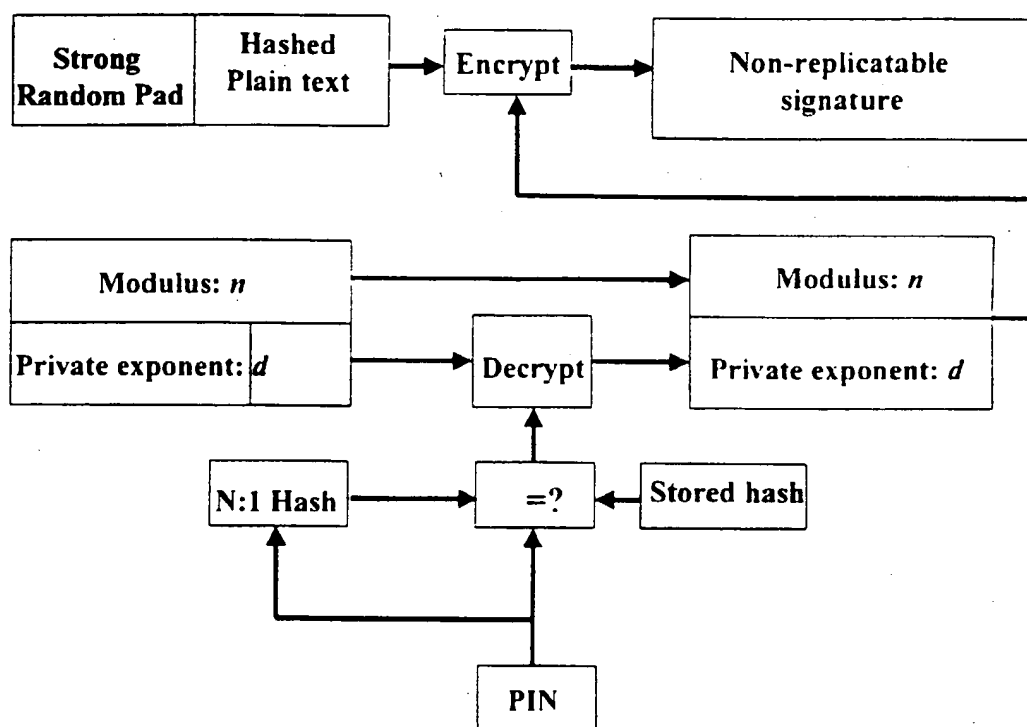 Strong
Random Pad
Hashed
Plain text
Encrypt
Non-replicatable
signature
Modulus: n
Modulus: n
Private exponent: d
Decrypt
Private exponent: d
N:1 Hash
=?
Stored hash
PIN